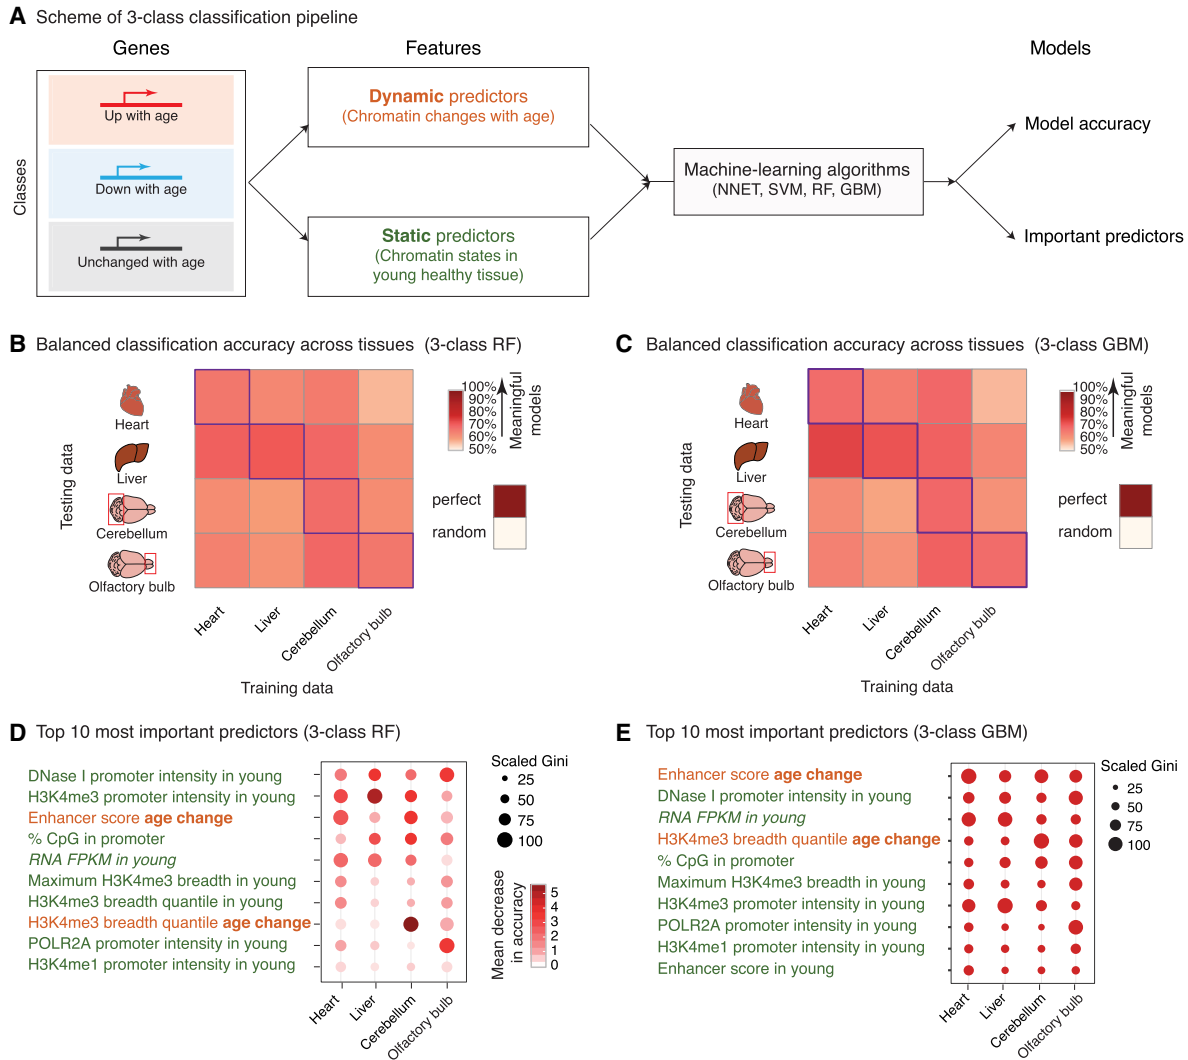 A Scheme of 3-class classification pipeline
Genes
Features
Models
Classes
Up with age
Down with age
Unchanged with age
Dynamic predictors
(Chromatin changes with age)
Static predictors
(Chromatin states in
young healthy tissue)
Machine-learning algorithms
(NNET, SVM, RF, GBM)
Model accuracy
Important predictors
B Balanced classification accuracy across tissues (3-class RF)
Testing data
Heart
Liver
Cerebellum
Olfactory bulb
Heart
Liver
Cerebellum
Olfactory bulb
Training data
100%
90%
80%
70%
60%
50%
Meaningful
models
perfect
random
C Balanced classification accuracy across tissues (3-class GBM)
Testing data
Heart
Liver
Cerebellum
Olfactory bulb
Heart
Liver
Cerebellum
Olfactory bulb
Training data
100%
90%
80%
70%
60%
50%
Meaningful
models
perfect
random
D Top 10 most important predictors (3-class RF)
DNase I promoter intensity in young
H3K4me3 promoter intensity in young
Enhancer score age change
% CpG in promoter
RNA FPKM in young
Maximum H3K4me3 breadth in young
H3K4me3 breadth quantile in young
H3K4me3 breadth quantile age change
POLR2A promoter intensity in young
H3K4me1 promoter intensity in young
Heart
Liver
Cerebellum
Olfactory bulb
Scaled Gini
25
50
75
100
Mean decrease
in accuracy
5
4
3
2
1
0
E Top 10 most important predictors (3-class GBM)
Enhancer score age change
DNase I promoter intensity in young
RNA FPKM in young
H3K4me3 breadth quantile age change
% CpG in promoter
Maximum H3K4me3 breadth in young
H3K4me3 promoter intensity in young
POLR2A promoter intensity in young
H3K4me1 promoter intensity in young
Enhancer score in young
Heart
Liver
Cerebellum
Olfactory bulb
Scaled Gini
25
50
75
100